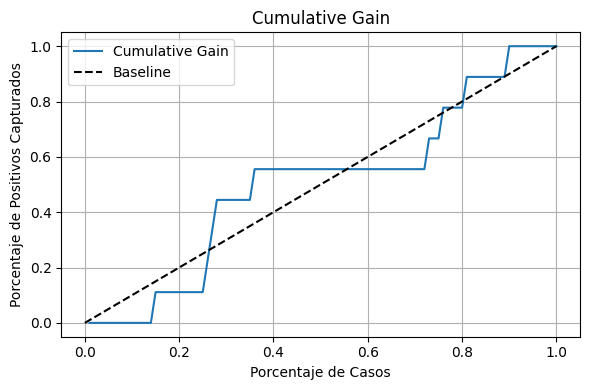 Cumulative Gain
Cumulative Gain
Baseline
Porcentaje de Positivos Capturados
1.0
0.8
0.6
0.4
0.2
0.0
0.0 0.2 0.4 0.6 0.8 1.0
Porcentaje de Casos